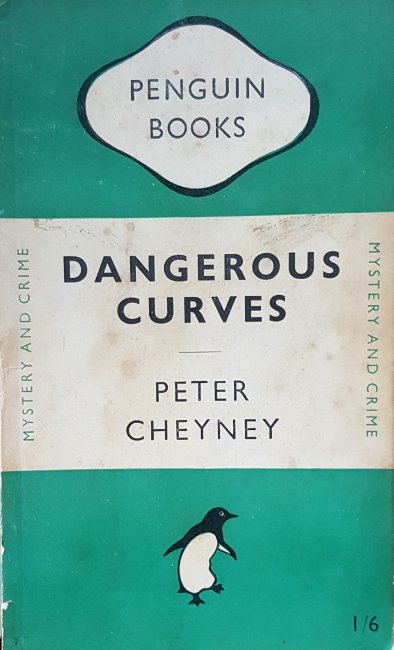 PENGUIN
BOOKS
DANGEROUS
CURVES
PETER
CHEYNEY
MYSTERY AND CRIME
MYSTERY AND CRIME
1/6